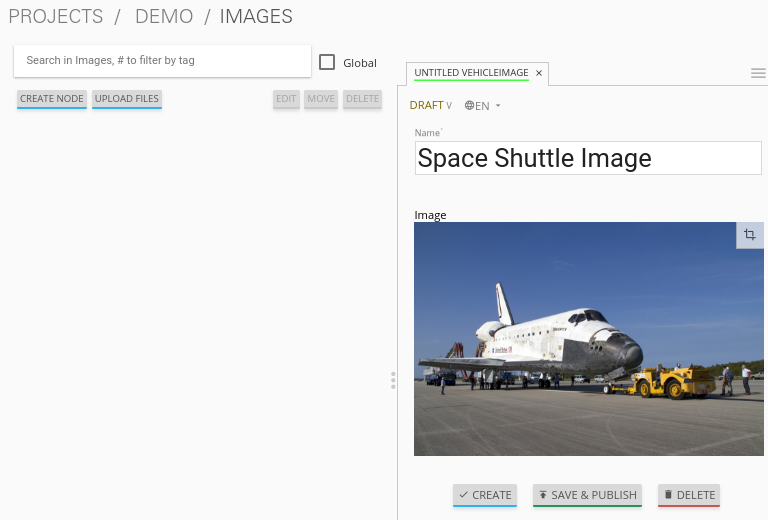 PROJECTS / DEMO / IMAGES
Search in Images, # to filter by tag
Global
CREATE NODE
UPLOAD FILES
EDIT
MOVE
DELETE
UNTITLED VEHICLEIMAGE ×
DRAFT
EN
Name*
Space Shuttle Image
Image
CREATE
SAVE & PUBLISH
DELETE